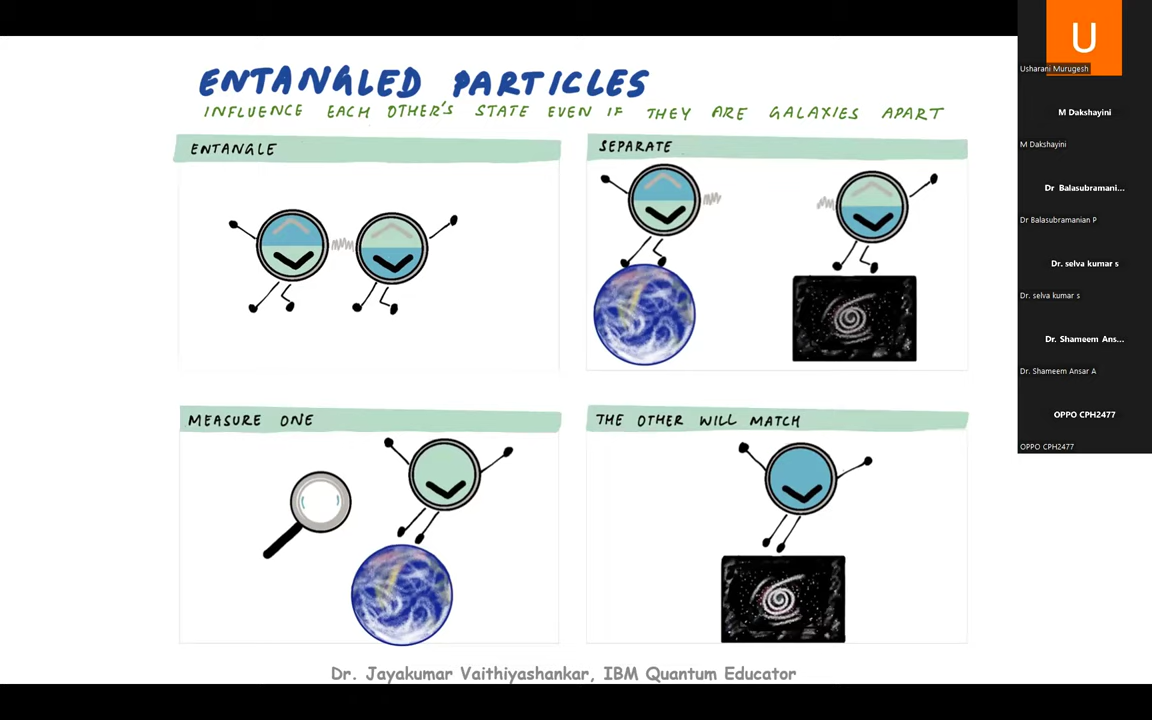 ENTANGLED PARTICLES
INFLUENCE EACH OTHER'S STATE EVEN IF THEY ARE GALAXIES APART
ENTANGLE
SEPARATE
MEASURE ONE
THE OTHER WILL MATCH
Dr. Jayakumar Vaithiyashankar, IBM Quantum Educator
U
Usharani Murugesh
M Dakshayini
M Dakshayini
Dr Balasubramani...
Dr Balasubramanian P
Dr. selva kumar s
Dr. selva kumar s
Dr. Shameem Ans...
Dr. Shameem Ansar A
OPPO CPH2477
OPPO CPH2477